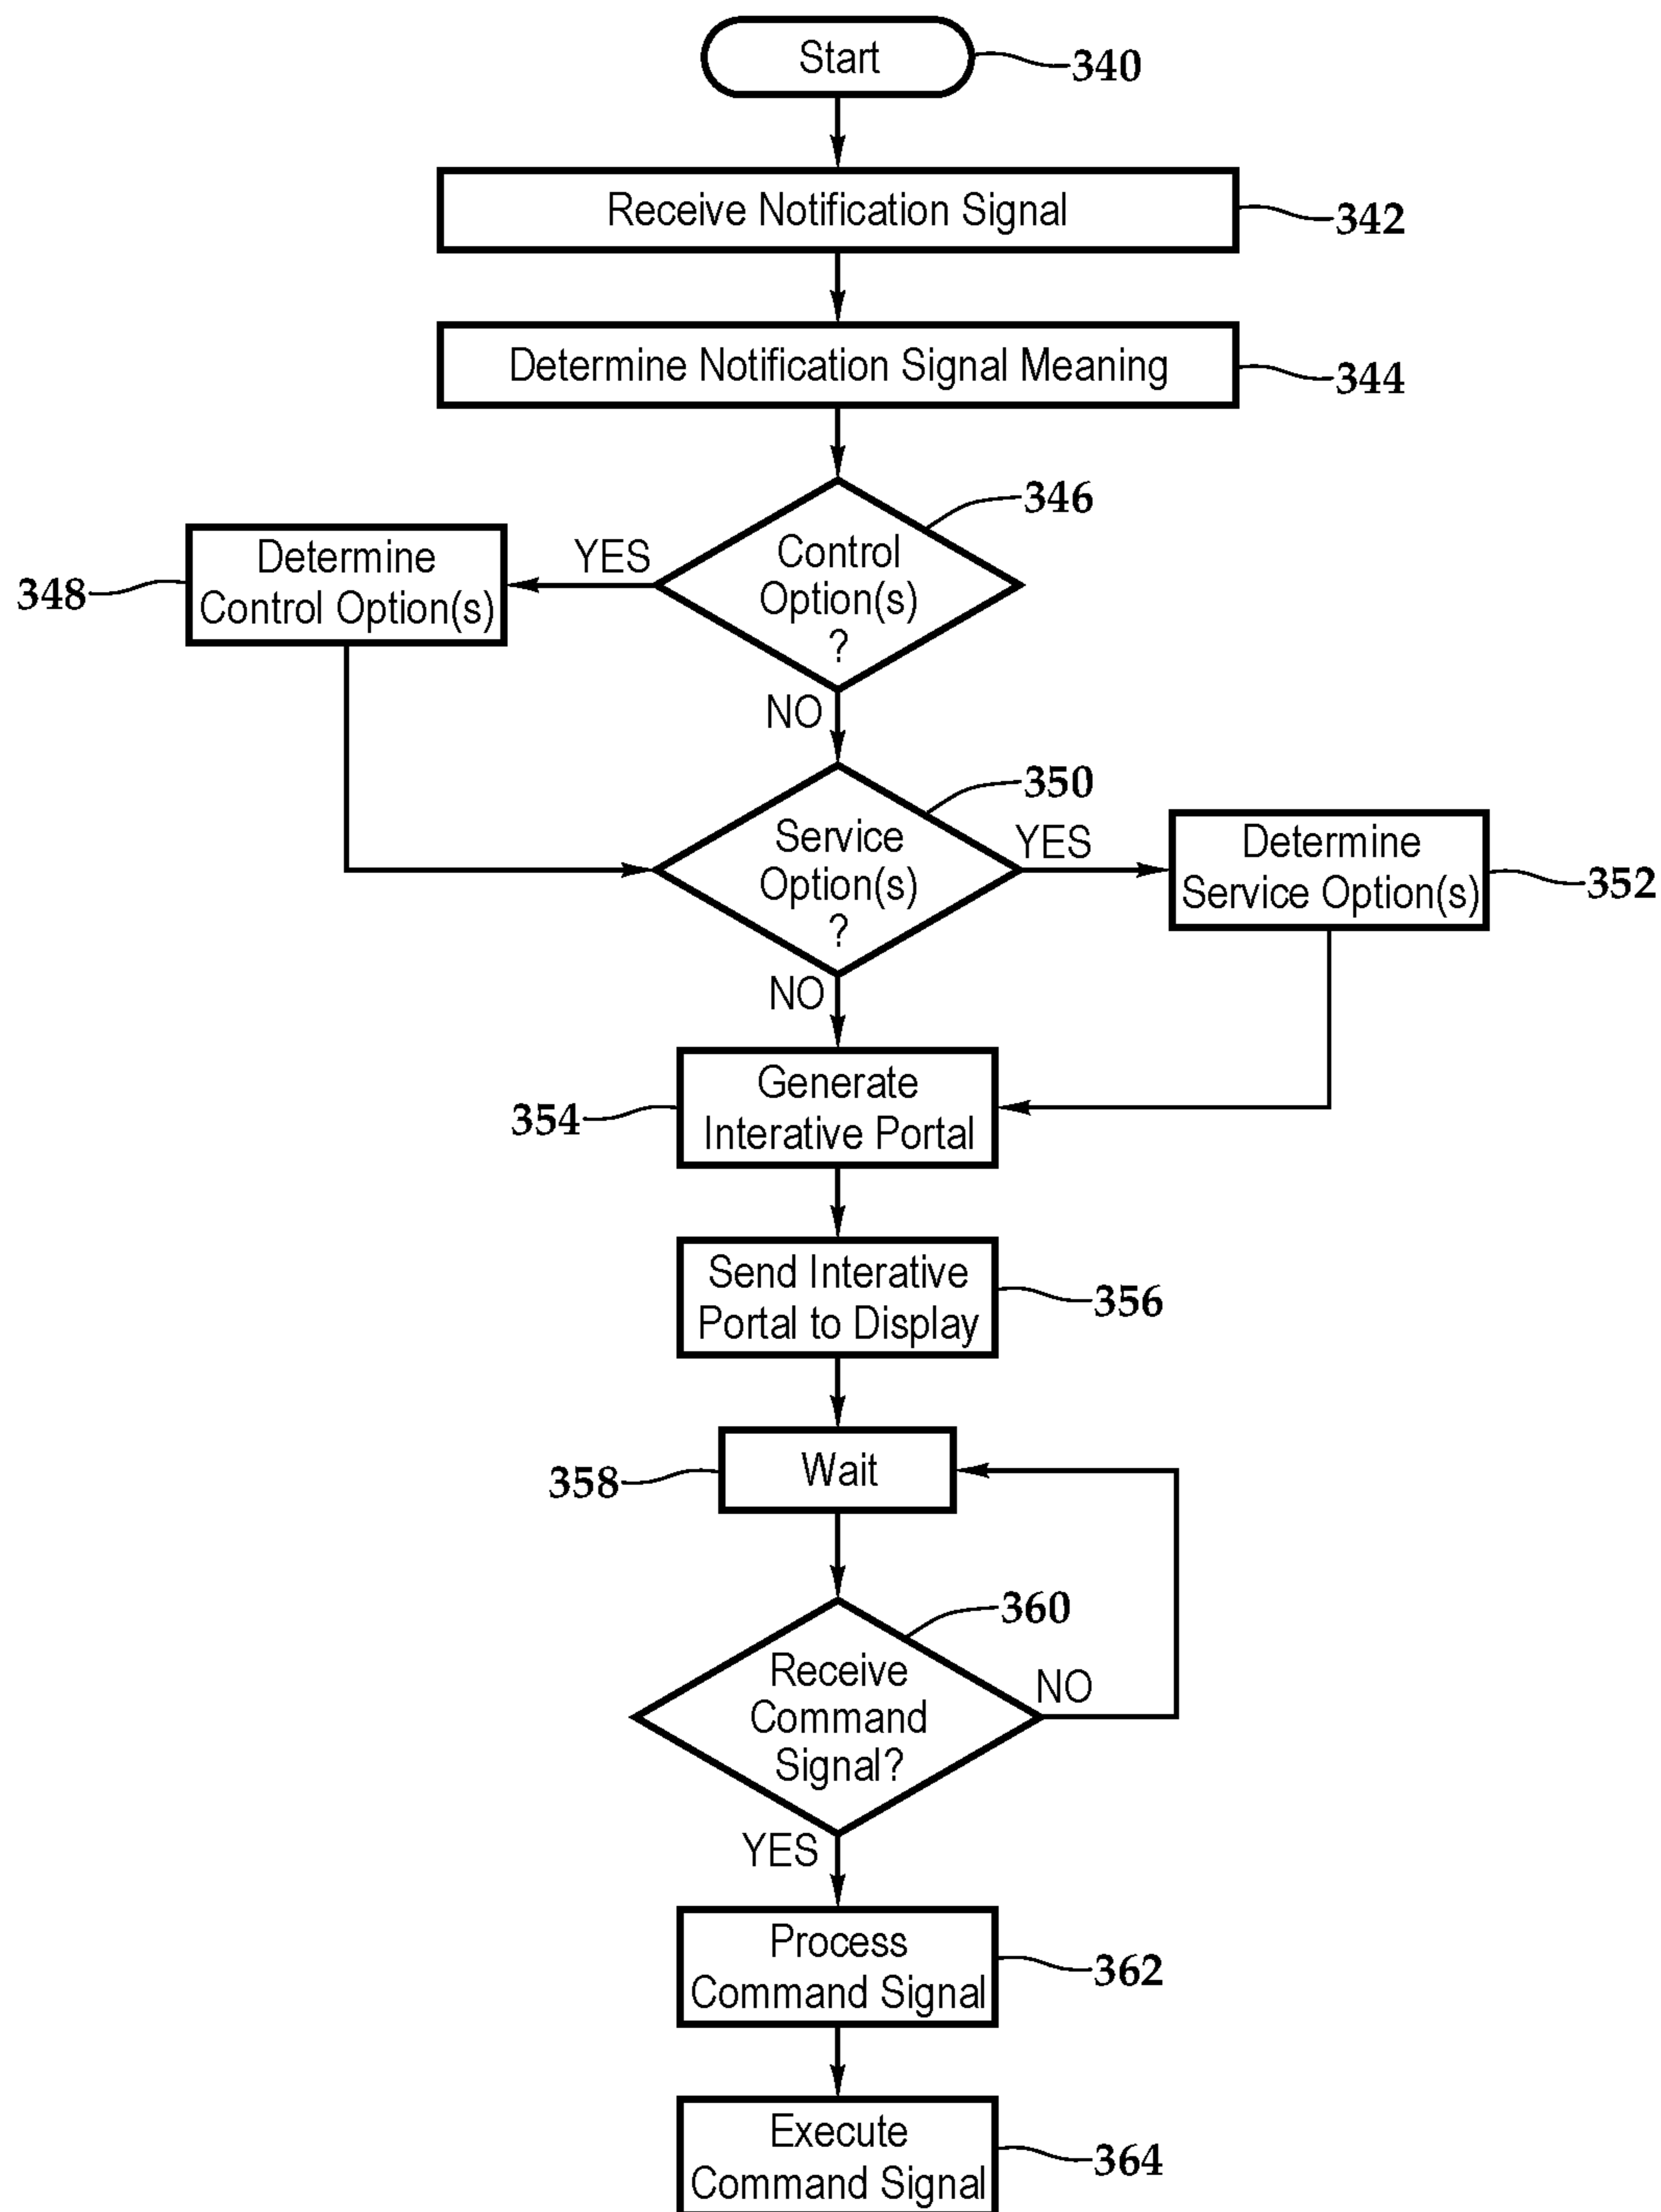 Start
340
Receive Notification Signal
342
Determine Notification Signal Meaning
344
346
Control
Option(s)
?
YES
Determine
Control Option(s)
348
NO
350
Service
Option(s)
?
YES
Determine
Service Option(s)
352
NO
Generate
Interative Portal
354
Send Interative
Portal to Display
356
Wait
358
360
Receive
Command
Signal?
NO
YES
Process
Command Signal
362
Execute
Command Signal
364